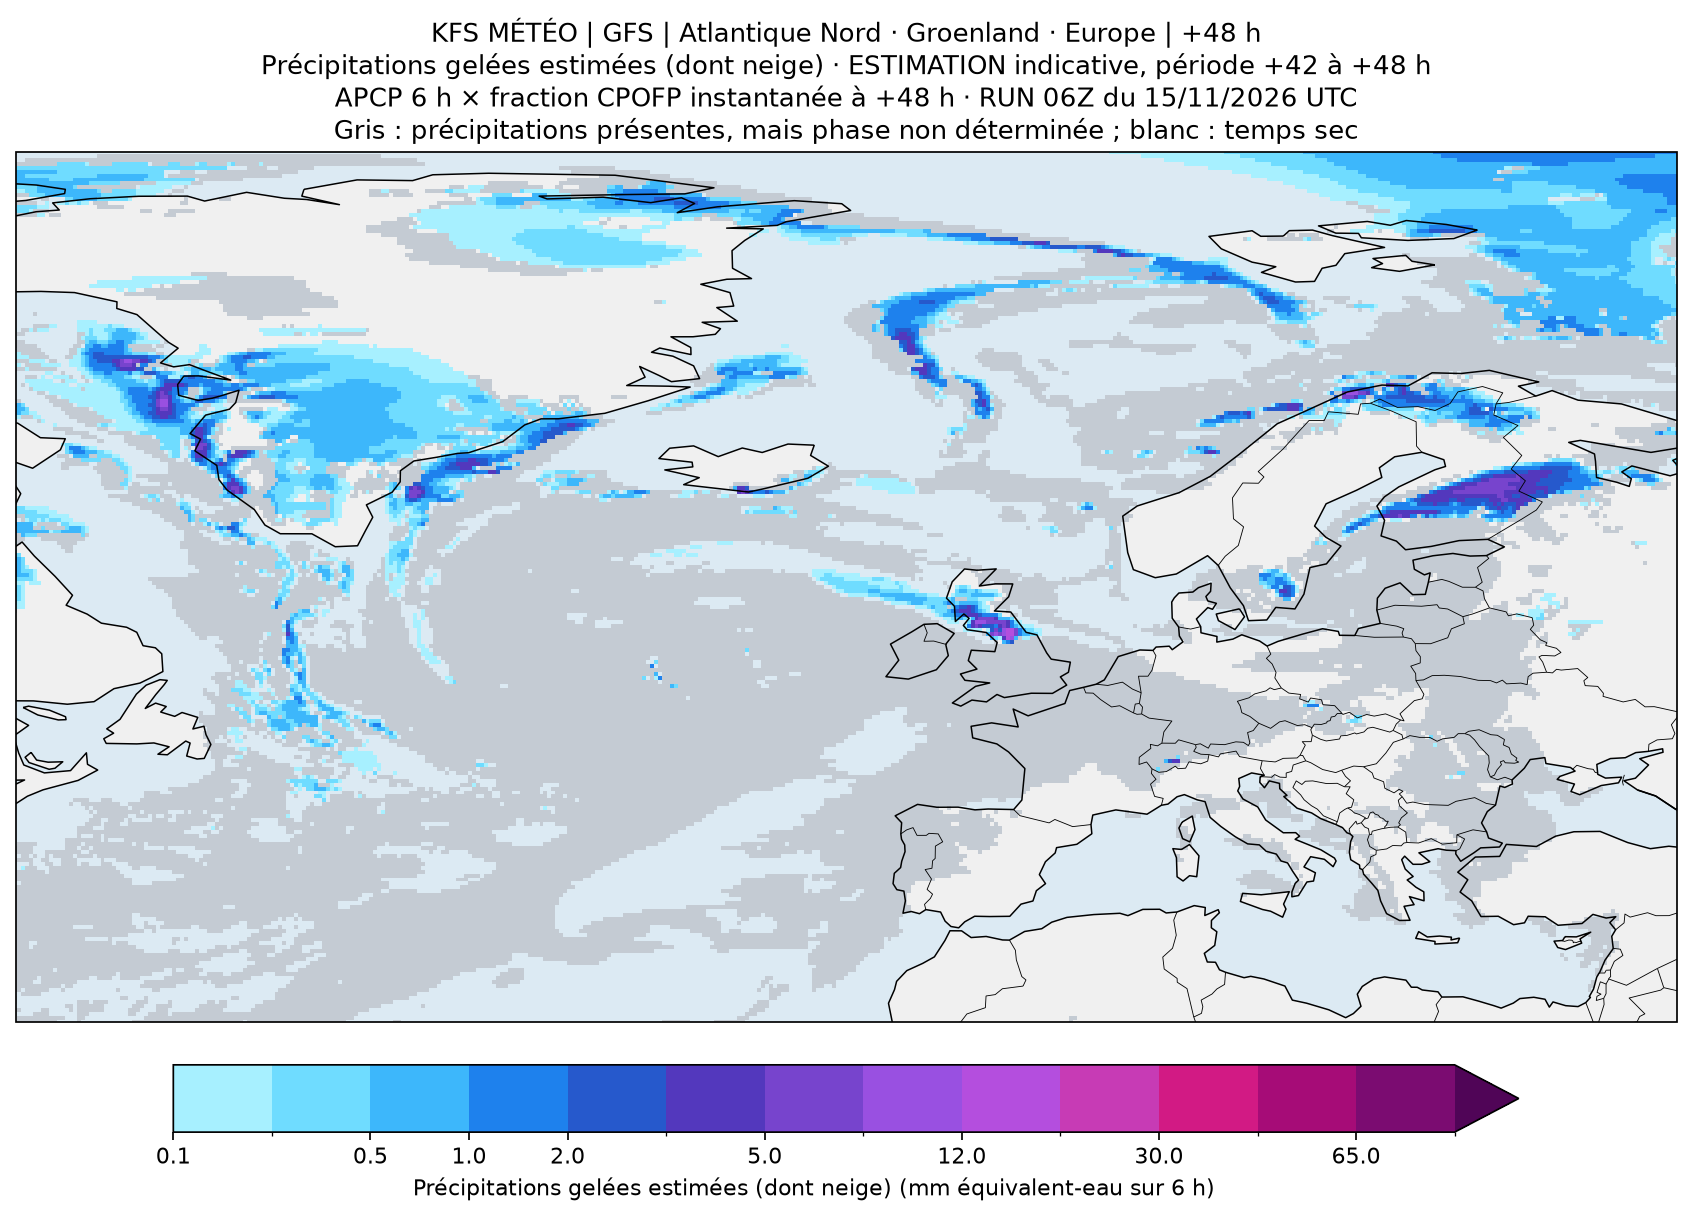 KFS MÉTÉO | GFS | Atlantique Nord · Groenland · Europe | +48 h
Précipitations gelées estimées (dont neige) · ESTIMATION indicative, période +42 à +48 h
APCP 6 h × fraction CPOFP instantanée à +48 h · RUN 06Z du 15/11/2026 UTC
Gris : précipitations présentes, mais phase non déterminée ; blanc : temps sec
0.1 0.5 1.0 2.0 5.0 12.0 30.0 65.0
Précipitations gelées estimées (dont neige) (mm équivalent-eau sur 6 h)